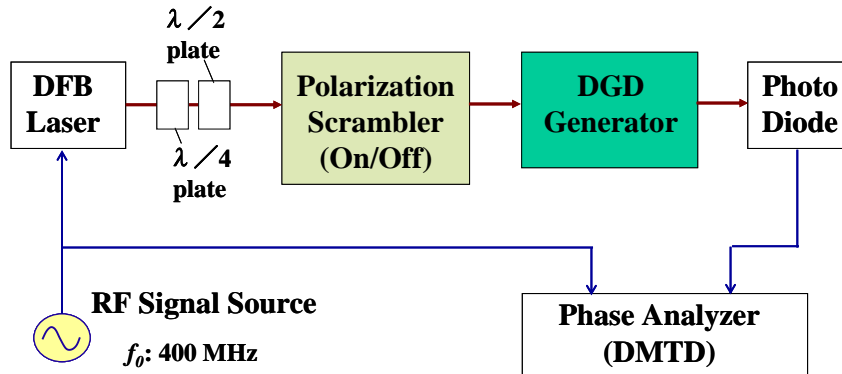 λ／2
plate
DFB
Laser
λ／4
plate
Polarization
Scrambler
(On/Off)
DGD
Generator
Photo
Diode
RF Signal Source
f₀: 400 MHz
Phase Analyzer
(DMTD)